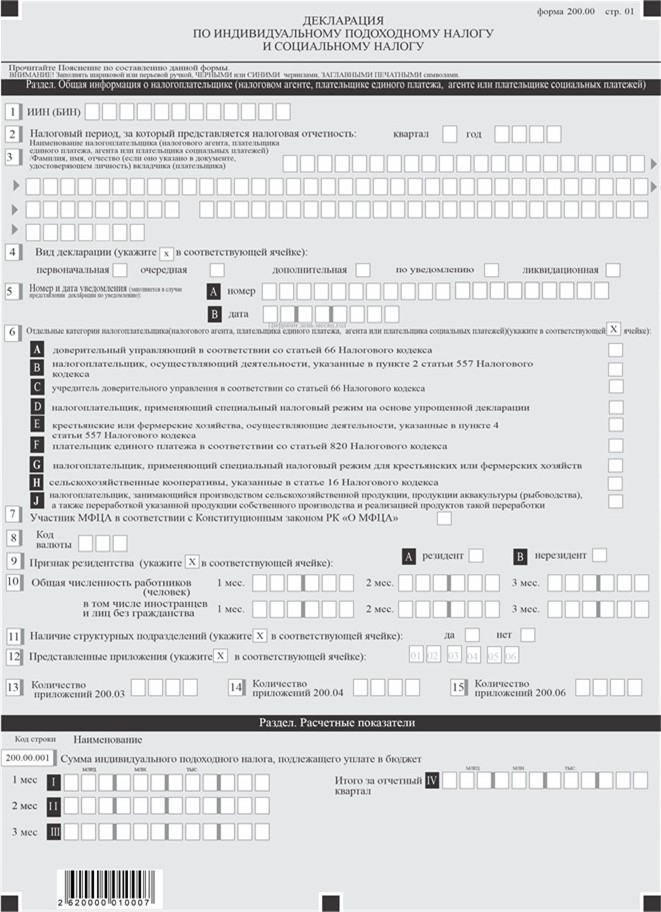 форма 200.00 стр. 01
ДЕКЛАРАЦИЯ
ПО ИНДИВИДУАЛЬНОМУ ПОДОХОДНОМУ НАЛОГУ
И СОЦИАЛЬНОМУ НАЛОГУ
Прочитайте Пояснение по составлению данной формы.
ВНИМАНИЕ! Заполнять шариковой или перьевой ручкой, ЧЕРНЫМИ или СИНИМИ чернилами, ЗАГЛАВНЫМИ ПЕЧАТНЫМИ символами.
Раздел. Общая информация о налогоплательщике (налоговом агенте, плательщике единого платежа, агенте или плательщике социальных платежей)
1 ИИН (БИН)
2 Налоговый период, за который представляется налоговая отчетность: квартал год
3 Наименование налогоплательщика (налогового агента, плательщика
единого платежа, агента или плательщика социальных платежей)
/Фамилия, имя, отчество (если оно указано в документе,
удостоверяющем личность) вкладчика (плательщика)
4 Вид декларации (укажите x в соответствующей ячейке):
первоначальная очередная дополнительная по уведомлению ликвидационная
5 Номер и дата уведомления (заполняется в случае
представления декларации по уведомлению): A номер
B дата
6 Отдельные категории налогоплательщика(налогового агента, плательщика единого платежа, агента или плательщика социальных платежей)(укажите в соответствующей X ячейке):
A доверительный управляющий в соответствии со статьей 66 Налогового кодекса
B налогоплательщик, осуществляющий деятельности, указанные в пункте 2 статьи 557 Налогового
кодекса
C учредитель доверительного управления в соответствии со статьей 66 Налогового кодекса
D налогоплательщик, применяющий специальный налоговый режим на основе упрощенной декларации
E крестьянские или фермерские хозяйства, осуществляющие деятельности, указанные в пункте 4
статьи 557 Налогового кодекса
F плательщик единого платежа в соответствии со статьей 820 Налогового кодекса
G налогоплательщик, применяющий специальный налоговый режим для крестьянских или фермерских хозяйств
H сельскохозяйственные кооперативы, указанные в статье 16 Налогового кодекса
J налогоплательщик, занимающийся производством сельскохозяйственной продукции, продукции аквакультуры (рыбоводства),
а также переработкой указанной продукции собственного производства и реализацией продуктов такой переработки
7 Участник МФЦА в соответствии с Конституционным законом РК «О МФЦА»
8 Код
валюты
9 Признак резидентства (укажите X в соответствующей ячейке): A резидент B нерезидент
10 Общая численность работников
(человек) 1 мес. 2 мес. 3 мес.
в том числе иностранцев
и лиц без гражданства 1 мес. 2 мес. 3 мес.
11 Наличие структурных подразделений (укажите X в соответствующей ячейке): да нет
12 Представленные приложения (укажите X в соответствующей ячейке): 01 02 03 04 05 06
13 Количество
приложений 200.03
14 Количество
приложений 200.04
15 Количество
приложений 200.06
Раздел. Расчетные показатели
Код строки Наименование
200.00.001 Сумма индивидуального подоходного налога, подлежащего уплате в бюджет
млрд млн тыс млрд млн тыс
1 мес I
Итого за отчетный
квартал IV
2 мес II
3 мес III
2 620000 010007